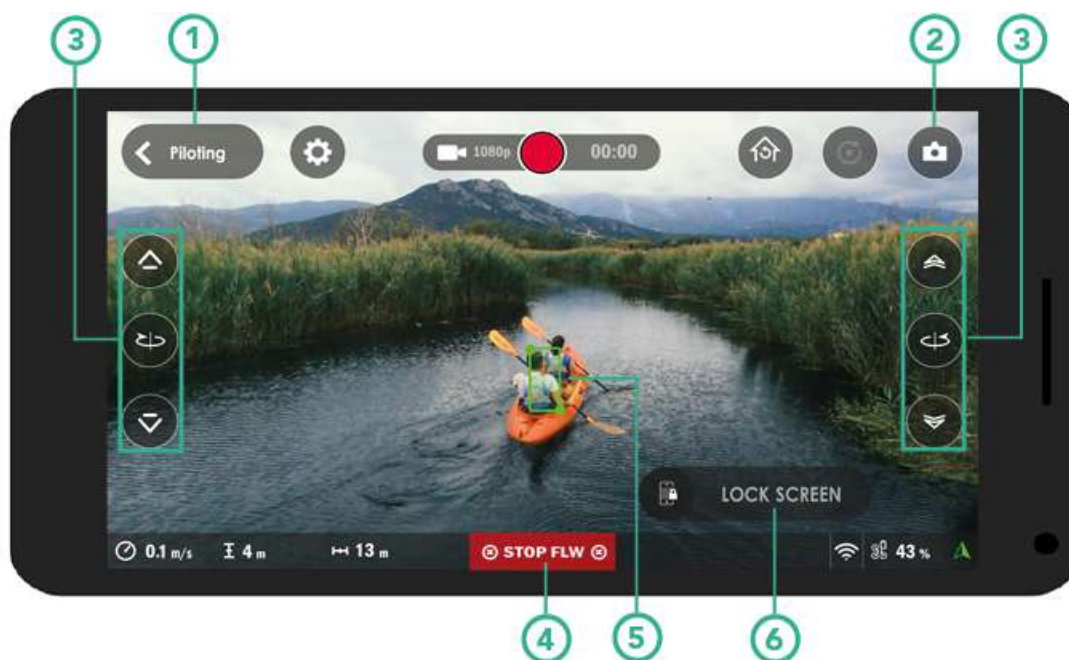 3 1 2 3
Piloting 1080p 00:00
LOCK SCREEN
0.1 m/s 4 m 13 m STOP FLW 43 %
4 5 6